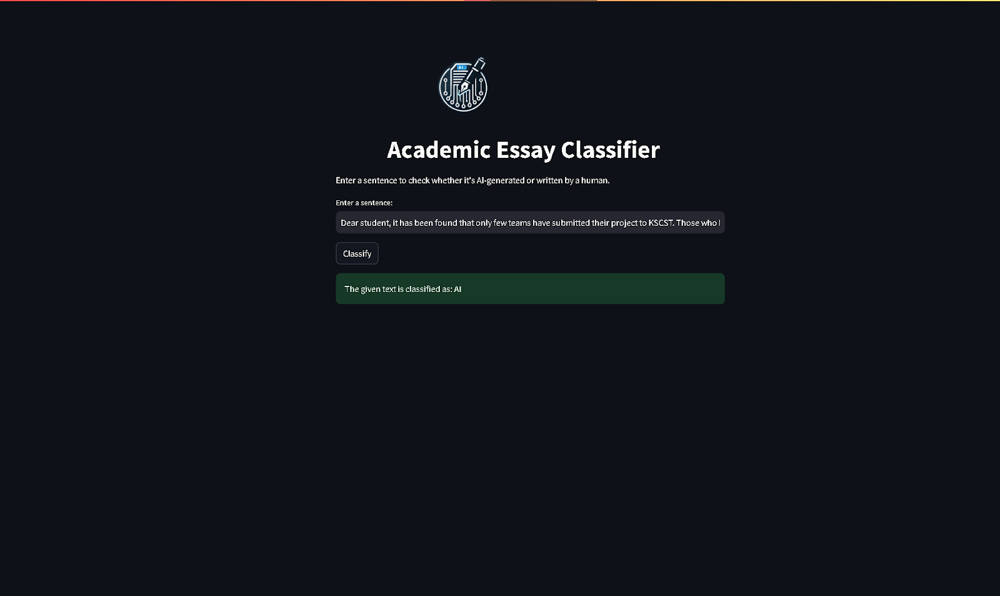 AI
Academic Essay Classifier
Enter a sentence to check whether it's AI-generated or written by a human.
Enter a sentence:
Dear student, it has been found that only few teams have submitted their project to KSCST. Those who
Classify
The given text is classified as: AI